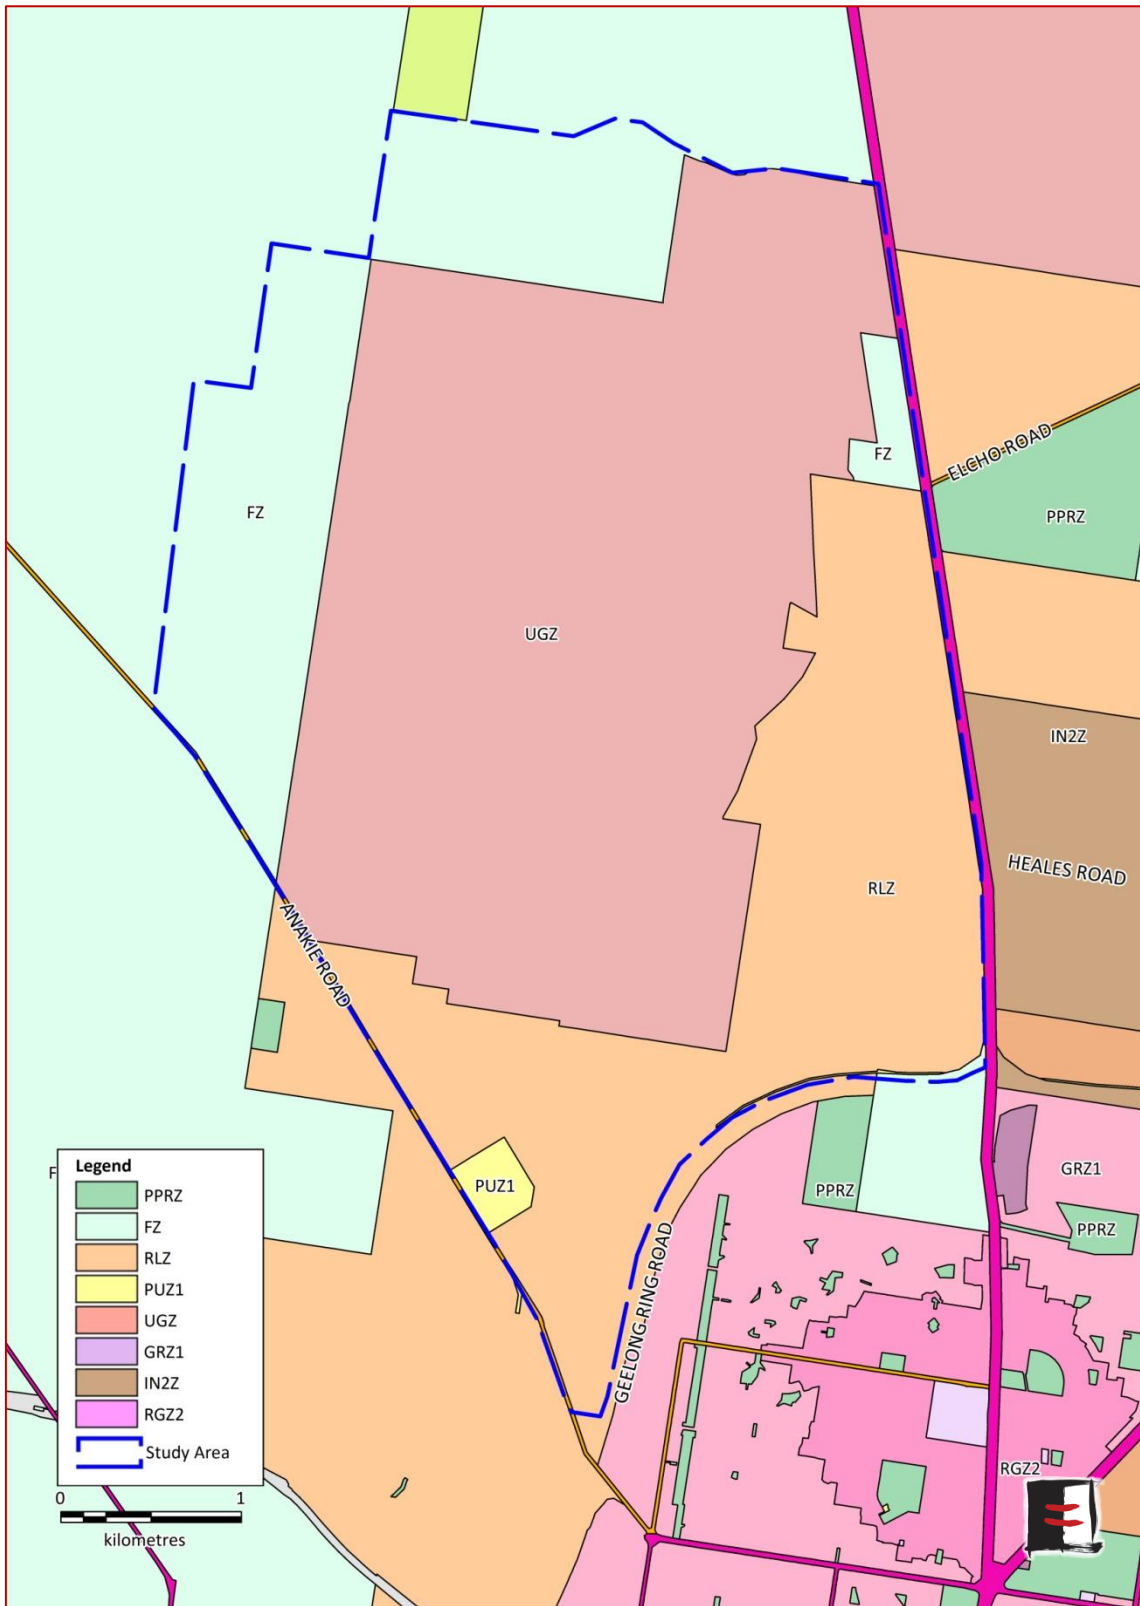 FZ
ELCHO ROAD
PPRZ
FZ
UGZ
IN2Z
HEALES ROAD
RLZ
ANAKIE ROAD
PUZ1
PPRZ
GRZ1
PPRZ
GEELONG RING ROAD
RGZ2
F
Legend
PPRZ
FZ
RLZ
PUZ1
UGZ
GRZ1
IN2Z
RGZ2
Study Area
0 1
kilometres